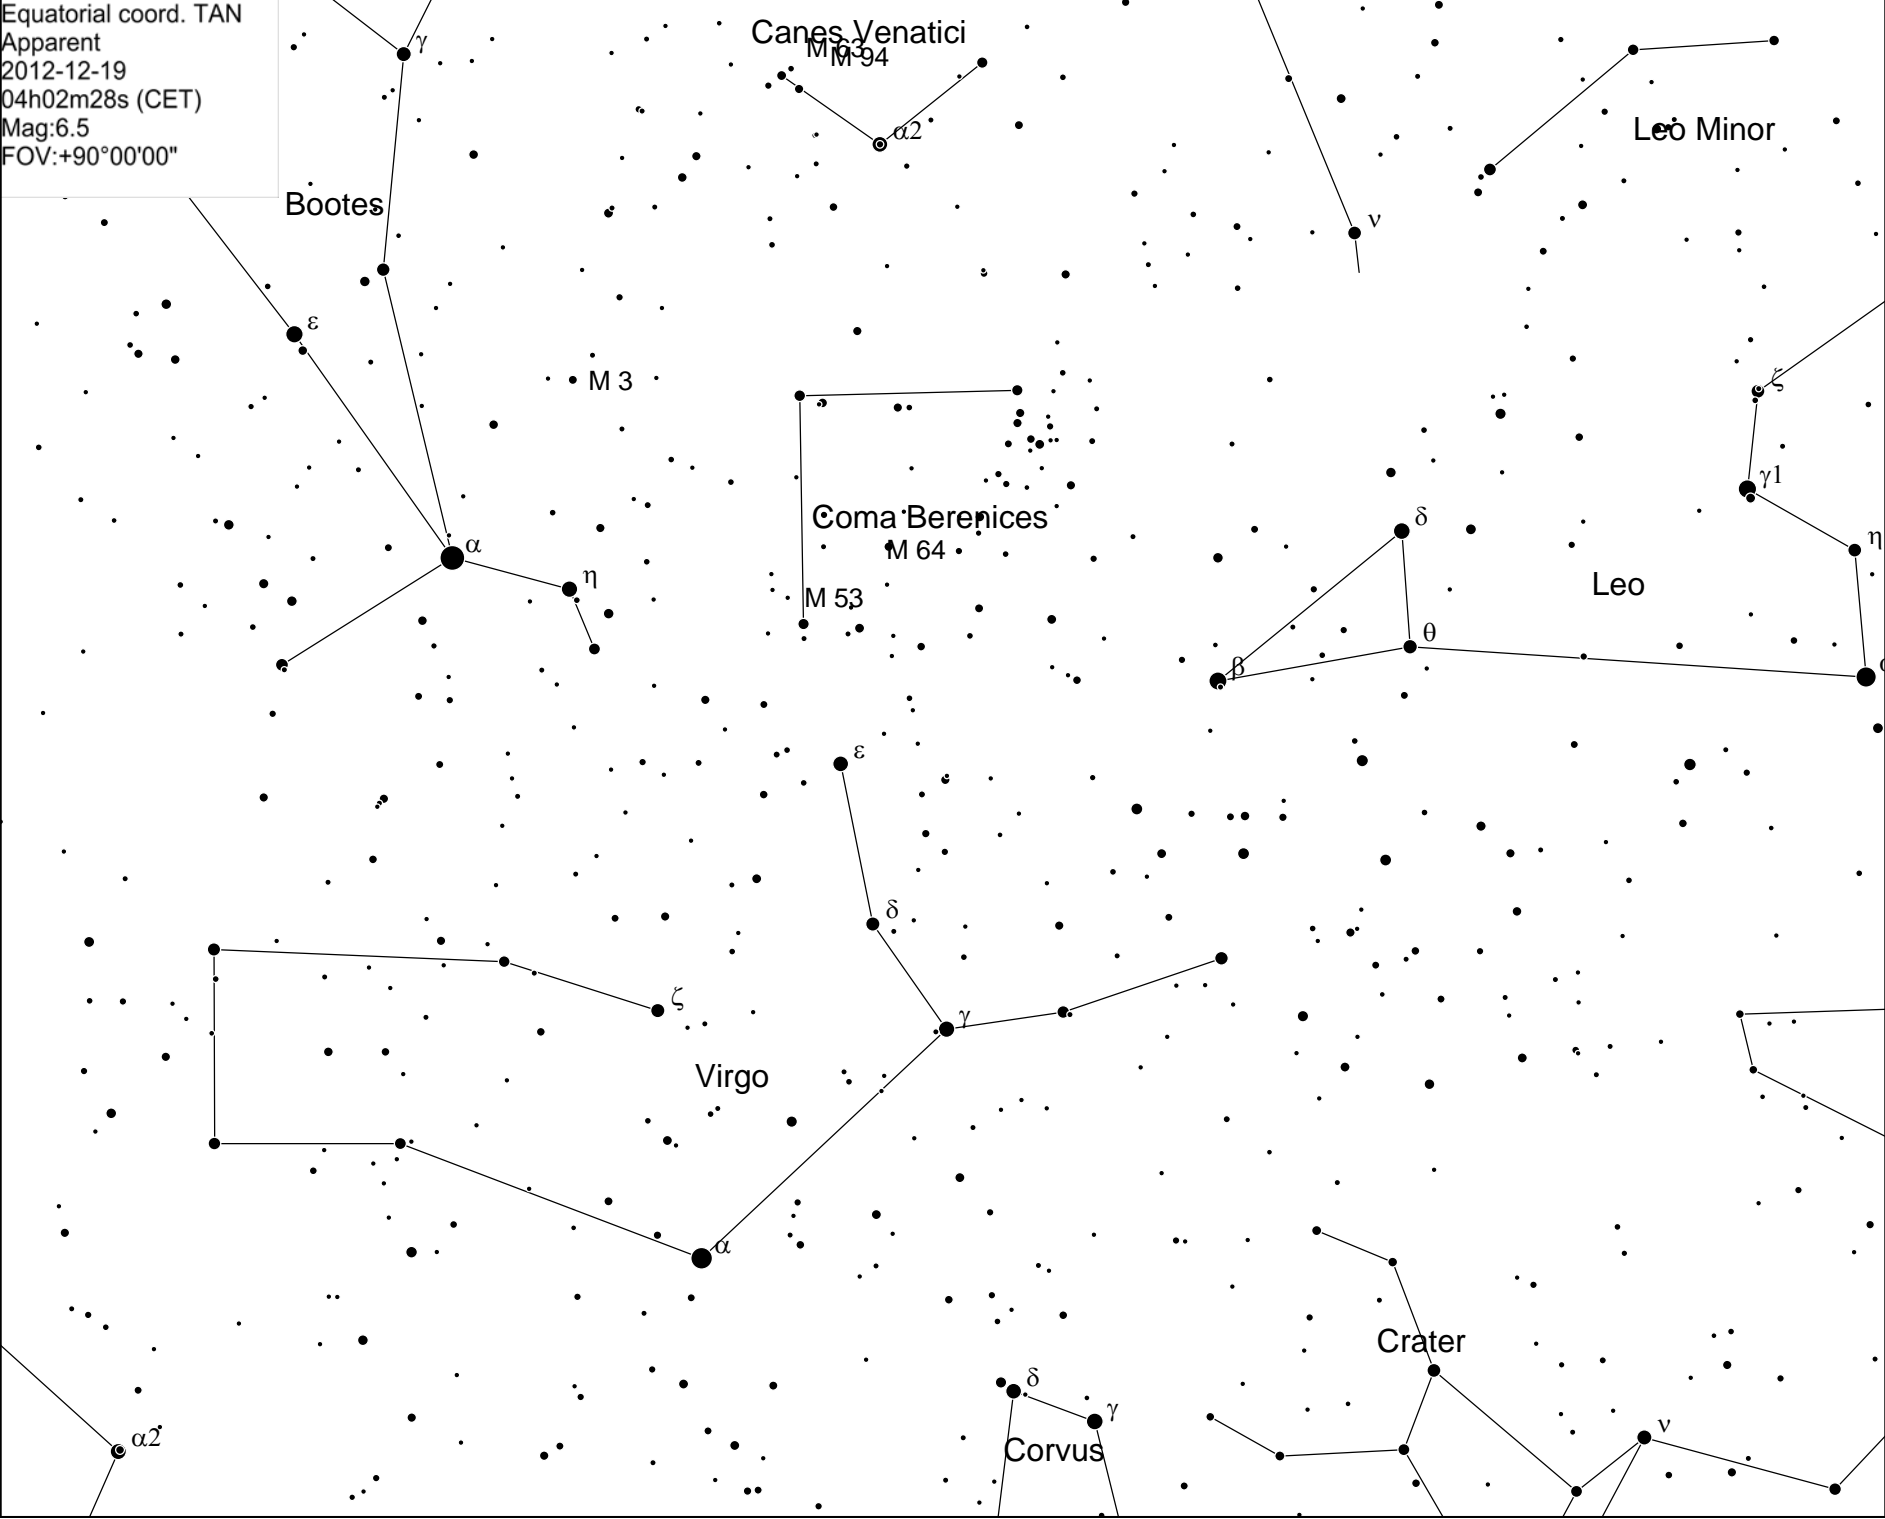 Equatorial coord. TAN
Apparent
2012-12-19
04h02m28s (CET)
Mag:6.5
FOV:+90°00'00"
γ
Canes Venatici
M 63
M 94
α2
Leo Minor
Bootes
ν
ε
M 3
ζ
γ1
Coma Berenices
δ
α
M 64
η
η
Leo
M 53
θ
β
α
ε
δ
ζ
γ
Virgo
α
Crater
δ
γ
ν
α2
Corvus